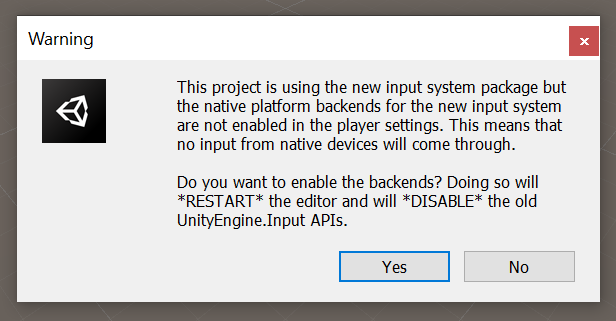 Warning
This project is using the new input system package but
the native platform backends for the new input system
are not enabled in the player settings. This means that
no input from native devices will come through.
Do you want to enable the backends? Doing so will
*RESTART* the editor and will *DISABLE* the old
UnityEngine.Input APIs.
Yes
No